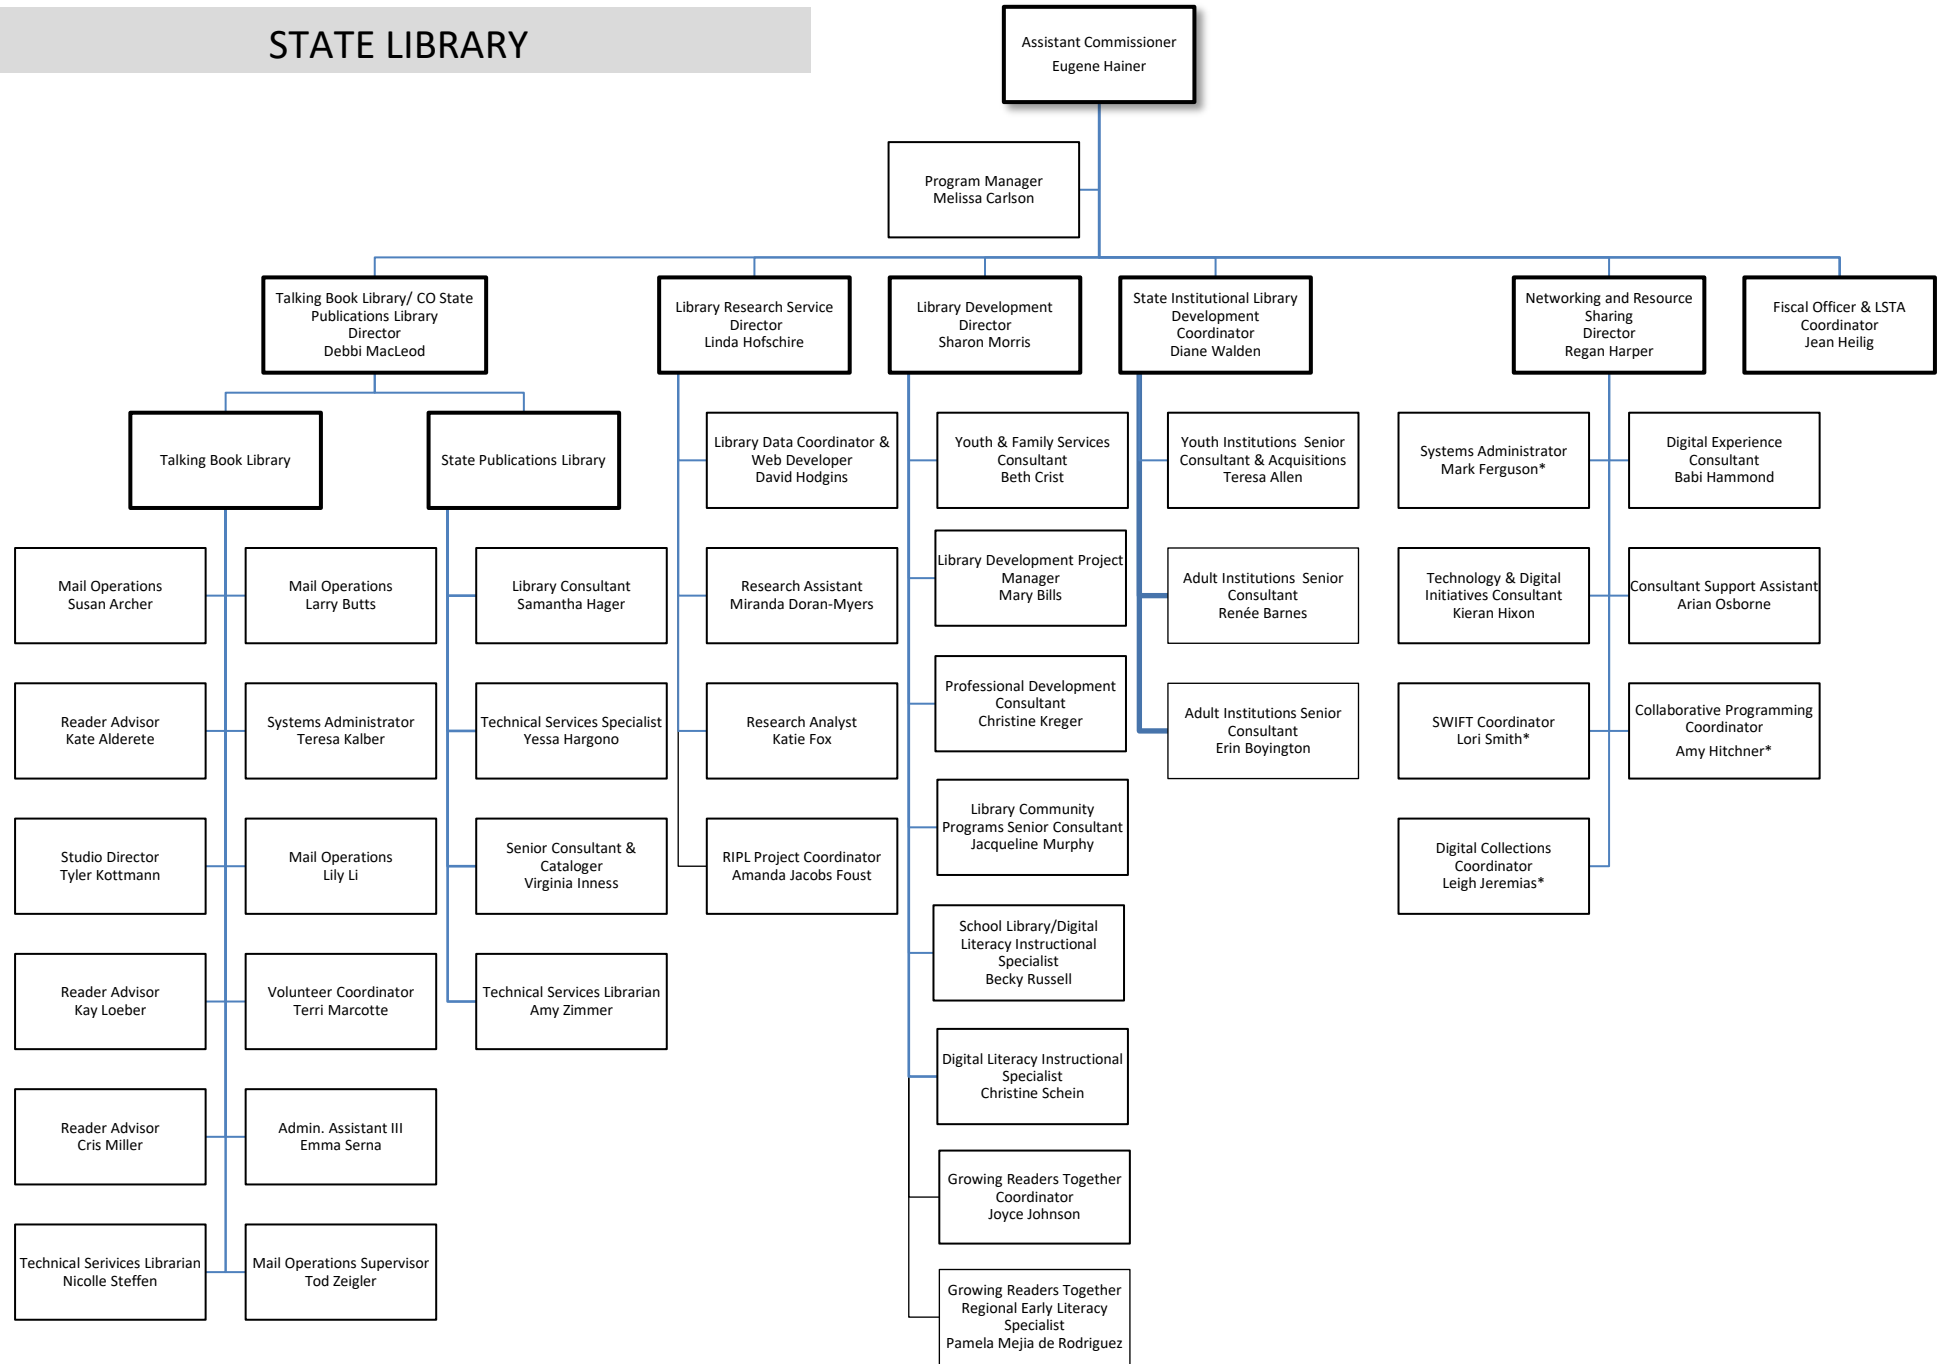 STATE LIBRARY
Assistant Commissioner
Eugene Hainer
Program Manager
Melissa Carlson
Talking Book Library/ CO State
Publications Library
Director
Debbi MacLeod
Library Research Service
Director
Linda Hofschire
Library Development
Director
Sharon Morris
State Institutional Library
Development
Coordinator
Diane Walden
Networking and Resource
Sharing
Director
Regan Harper
Fiscal Officer & LSTA
Coordinator
Jean Heilig
Talking Book Library
State Publications Library
Mail Operations
Susan Archer
Mail Operations
Larry Butts
Reader Advisor
Kate Alderete
Systems Administrator
Teresa Kalber
Studio Director
Tyler Kottmann
Mail Operations
Lily Li
Reader Advisor
Kay Loeber
Volunteer Coordinator
Terri Marcotte
Reader Advisor
Cris Miller
Admin. Assistant III
Emma Serna
Technical Serivices Librarian
Nicolle Steffen
Mail Operations Supervisor
Tod Zeigler
Library Consultant
Samantha Hager
Technical Services Specialist
Yessa Hargono
Senior Consultant &
Cataloger
Virginia Inness
Technical Services Librarian
Amy Zimmer
Library Data Coordinator &
Web Developer
David Hodgins
Research Assistant
Miranda Doran-Myers
Research Analyst
Katie Fox
RIPL Project Coordinator
Amanda Jacobs Foust
Youth & Family Services
Consultant
Beth Crist
Library Development Project
Manager
Mary Bills
Professional Development
Consultant
Christine Kreger
Library Community
Programs Senior Consultant
Jacqueline Murphy
School Library/Digital
Literacy Instructional
Specialist
Becky Russell
Digital Literacy Instructional
Specialist
Christine Schein
Growing Readers Together
Coordinator
Joyce Johnson
Growing Readers Together
Regional Early Literacy
Specialist
Pamela Mejia de Rodriguez
Youth Institutions Senior
Consultant & Acquisitions
Teresa Allen
Adult Institutions Senior
Consultant
Renée Barnes
Adult Institutions Senior
Consultant
Erin Boyington
Systems Administrator
Mark Ferguson*
Digital Experience
Consultant
Babi Hammond
Technology & Digital
Initiatives Consultant
Kieran Hixon
Consultant Support Assistant
Arian Osborne
SWIFT Coordinator
Lori Smith*
Collaborative Programming
Coordinator
Amy Hitchner*
Digital Collections
Coordinator
Leigh Jeremias*